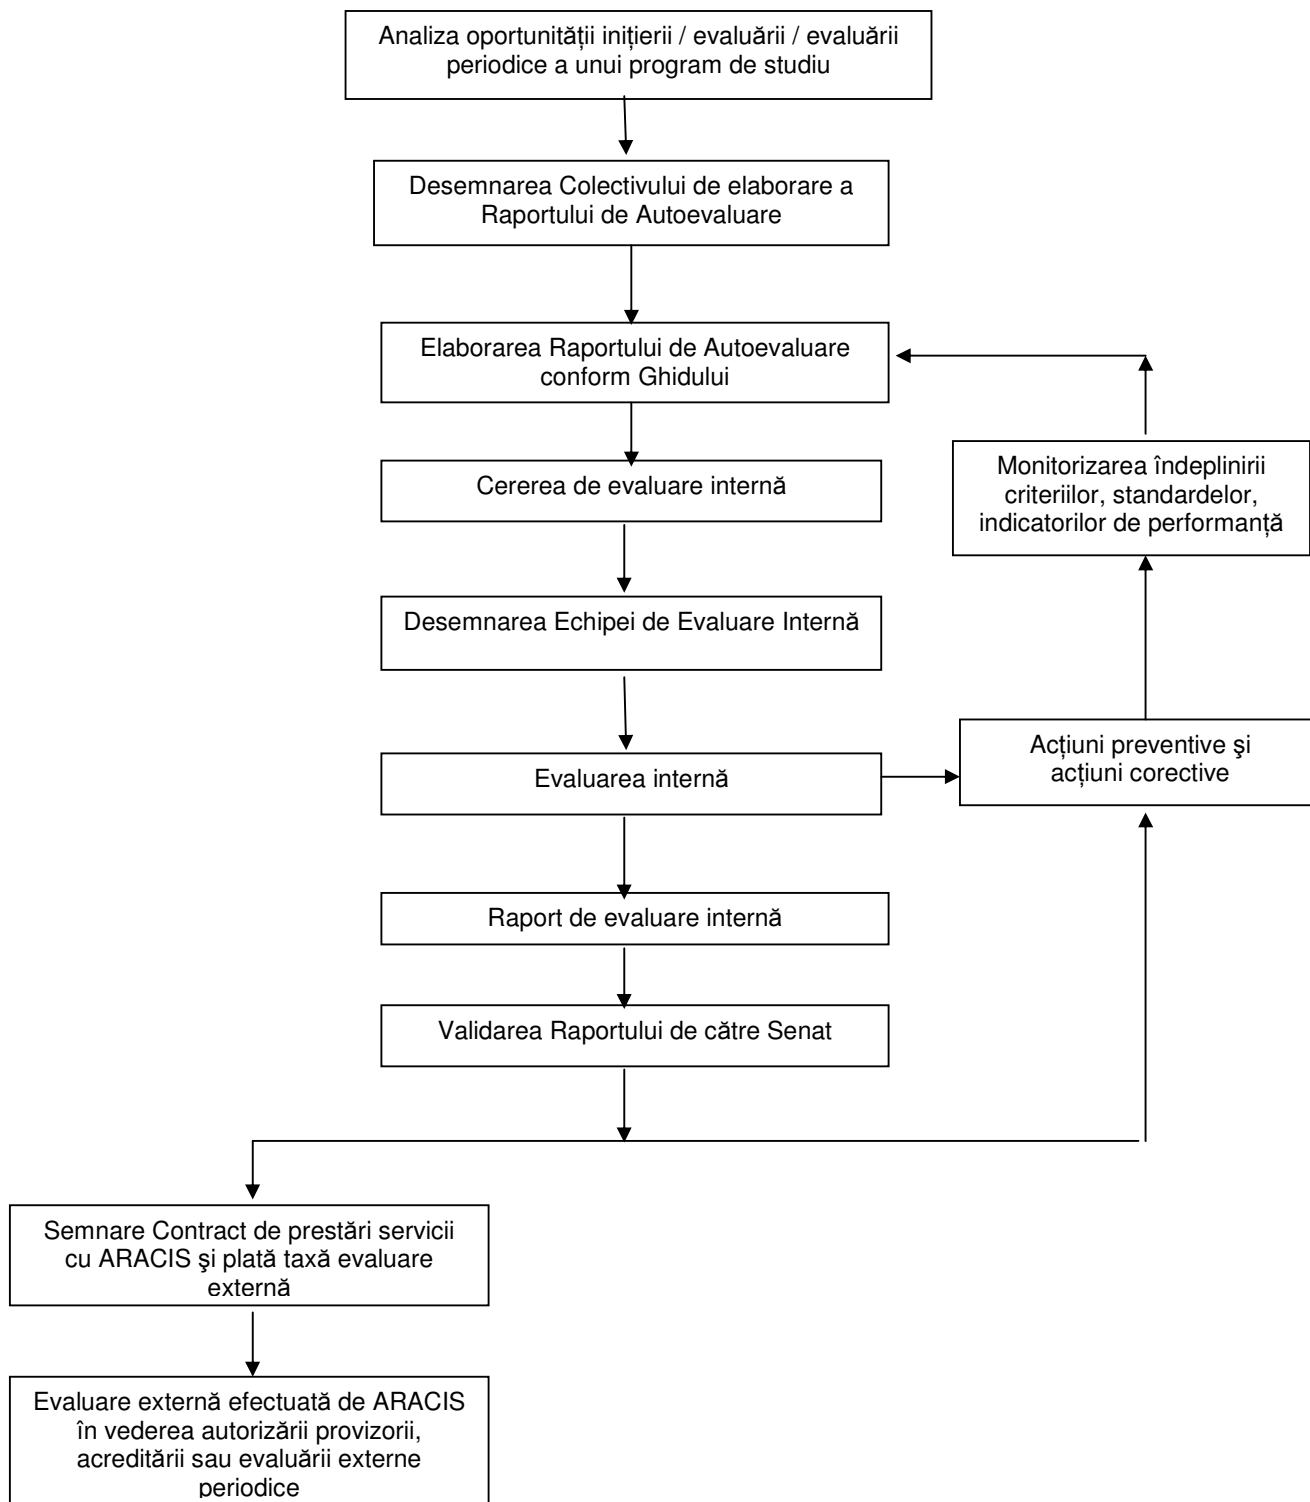 Analiza oportunității inițierii / evaluării / evaluării
periodice a unui program de studiu
Desemnarea Colectivului de elaborare a
Raportului de Autoevaluare
Elaborarea Raportului de Autoevaluare
conform Ghidului
Cererea de evaluare internă
Monitorizarea îndeplinirii
criteriilor, standardelor,
indicatorilor de performanță
Desemnarea Echipei de Evaluare Internă
Evaluarea internă
Acțiuni preventive şi
acțiuni corective
Raport de evaluare internă
Validarea Raportului de către Senat
Semnare Contract de prestări servicii
cu ARACIS şi plată taxă evaluare
externă
Evaluare externă efectuată de ARACIS
în vederea autorizării provizorii,
acreditării sau evaluării externe
periodice